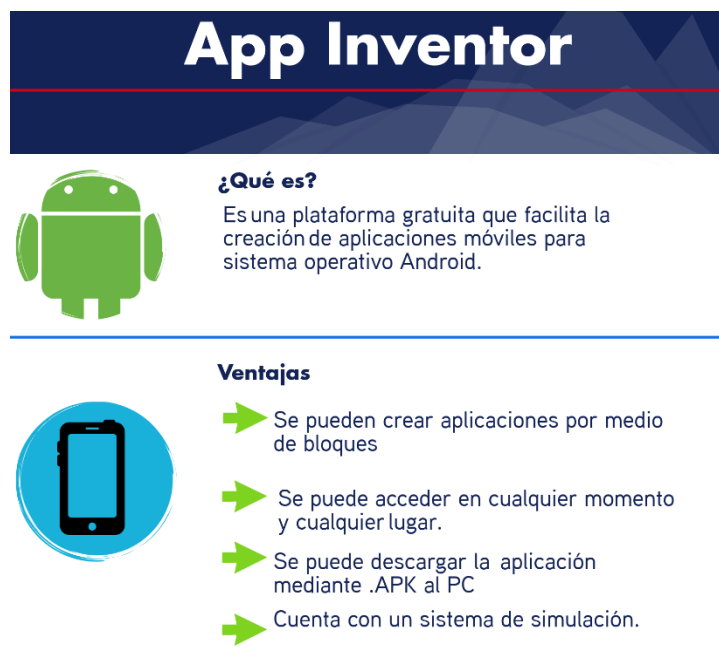 App Inventor
¿Qué es?
Es una plataforma gratuita que facilita la
creación de aplicaciones móviles para
sistema operativo Android.
Ventajas
Se pueden crear aplicaciones por medio
de bloques
Se puede acceder en cualquier momento
y cualquier lugar.
Se puede descargar la aplicación
mediante .APK al PC
Cuenta con un sistema de simulación.